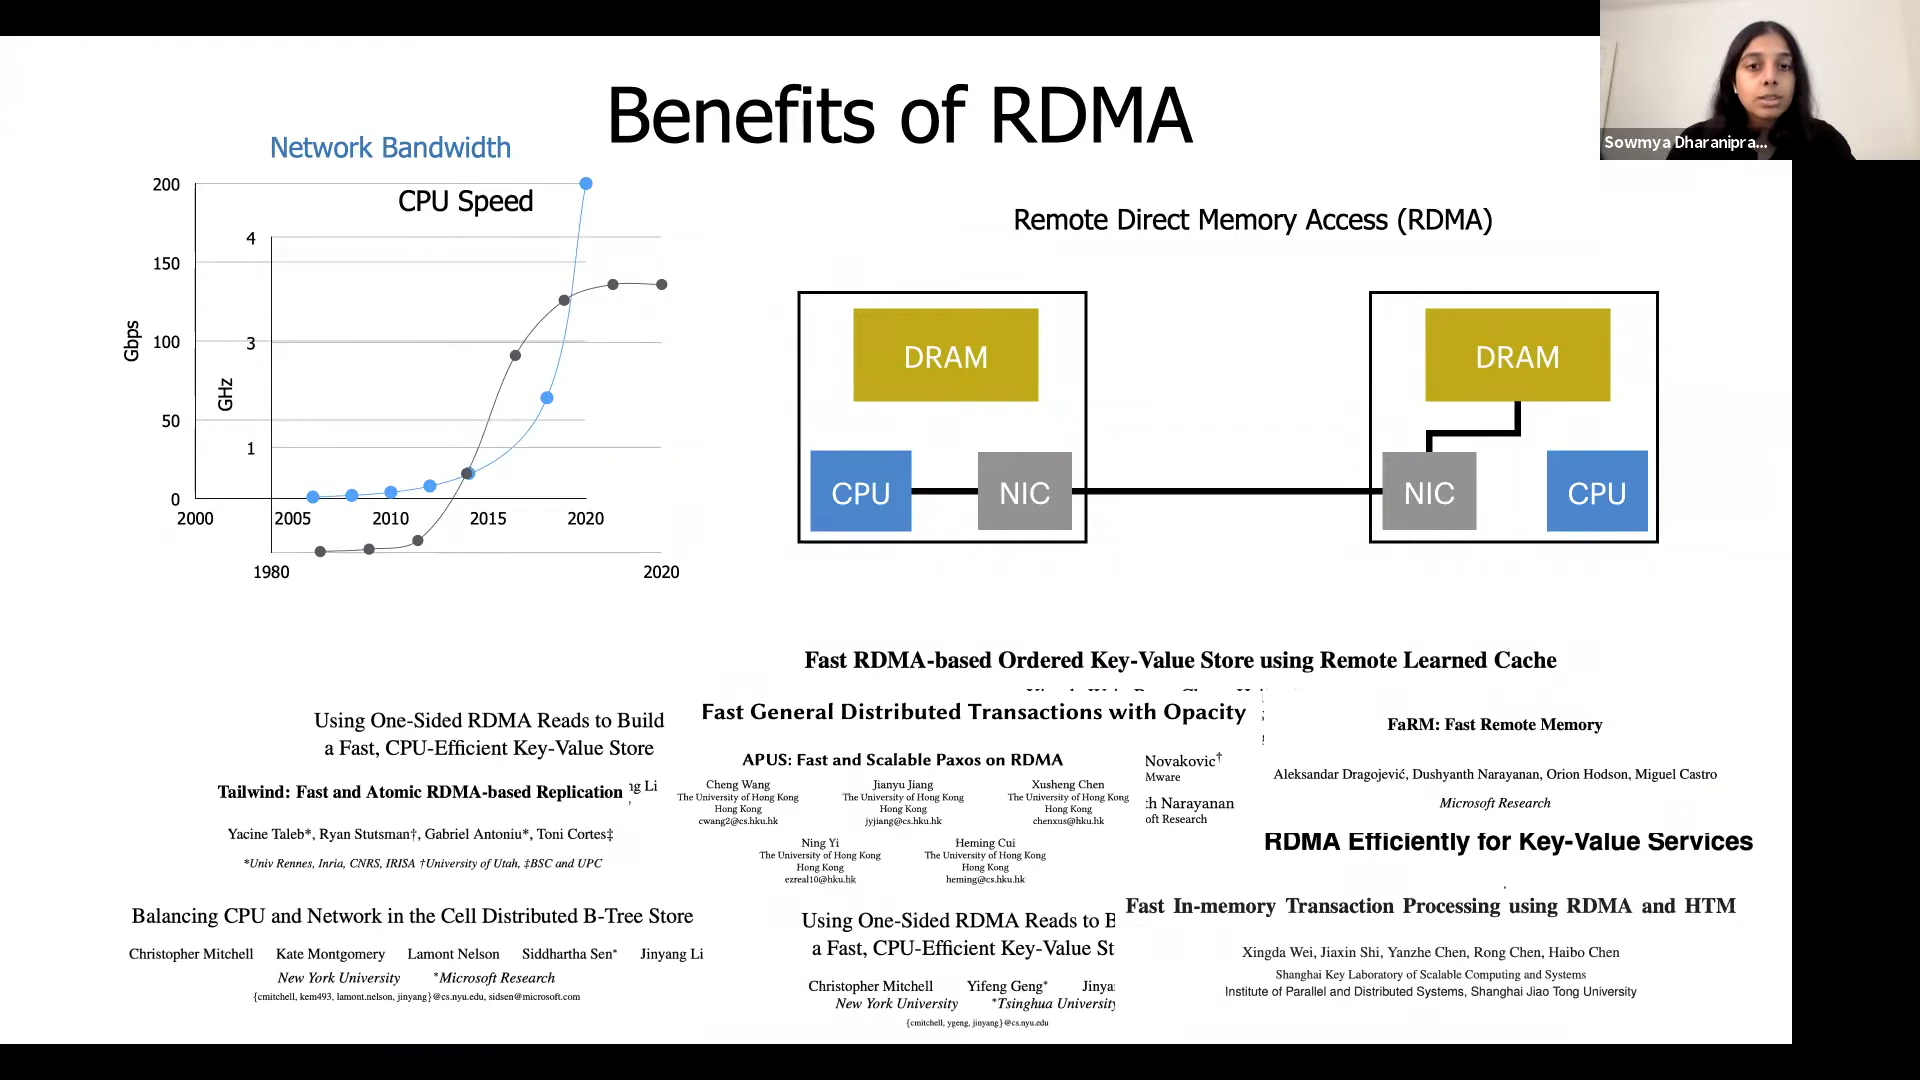 Benefits of RDMA
Sowmya Dharanipra...
Network Bandwidth
CPU Speed
200
150
100
50
0
Gbps
4
3
1
GHz
2000
2005
2010
2015
2020
1980
2020
Remote Direct Memory Access (RDMA)
DRAM
CPU
NIC
DRAM
NIC
CPU
Fast RDMA-based Ordered Key-Value Store using Remote Learned Cache
Using One-Sided RDMA Reads to Build
a Fast, CPU-Efficient Key-Value Store
ng Li
Tailwind: Fast and Atomic RDMA-based Replication
Yacine Taleb*, Ryan Stutsman†, Gabriel Antoniu*, Toni Cortes‡
*Univ Rennes, Inria, CNRS, IRISA †University of Utah, ‡BSC and UPC
Balancing CPU and Network in the Cell Distributed B-Tree Store
Christopher Mitchell Kate Montgomery Lamont Nelson Siddhartha Sen* Jinyang Li
New York University *Microsoft Research
{cmitchell, kem493, lamont.nelson, jinyang}@cs.nyu.edu, sidsen@microsoft.com
Fast General Distributed Transactions with Opacity
Novakovic†
Mware
th Narayanan
oft Research
APUS: Fast and Scalable Paxos on RDMA
Cheng Wang
The University of Hong Kong
Hong Kong
cwang2@cs.hku.hk
Jianyu Jiang
The University of Hong Kong
Hong Kong
jyjiang@cs.hku.hk
Xusheng Chen
The University of Hong Kong
Hong Kong
chenxus@hku.hk
Ning Yi
The University of Hong Kong
Hong Kong
ezreal10@hku.hk
Heming Cui
The University of Hong Kong
Hong Kong
heming@cs.hku.hk
Using One-Sided RDMA Reads to B
a Fast, CPU-Efficient Key-Value St
Christopher Mitchell Yifeng Geng* Jinya
New York University *Tsinghua University
{cmitchell, ygeng, jinyang}@cs.nyu.edu
FaRM: Fast Remote Memory
Aleksandar Dragojević, Dushyanth Narayanan, Orion Hodson, Miguel Castro
Microsoft Research
RDMA Efficiently for Key-Value Services
Fast In-memory Transaction Processing using RDMA and HTM
Xingda Wei, Jiaxin Shi, Yanzhe Chen, Rong Chen, Haibo Chen
Shanghai Key Laboratory of Scalable Computing and Systems
Institute of Parallel and Distributed Systems, Shanghai Jiao Tong University